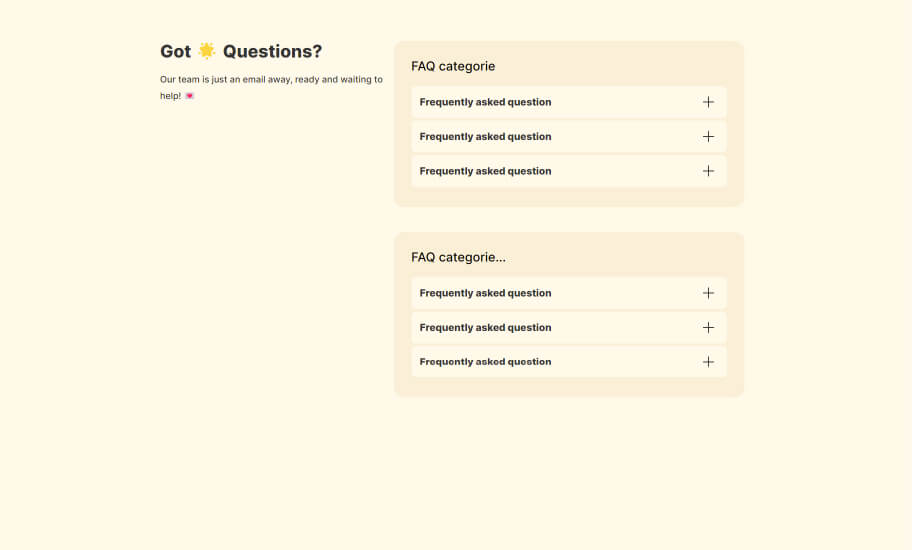 Got 🌟 Questions?
Our team is just an email away, ready and waiting to
help! 💌
FAQ categorie
Frequently asked question
Frequently asked question
Frequently asked question
FAQ categorie...
Frequently asked question
Frequently asked question
Frequently asked question